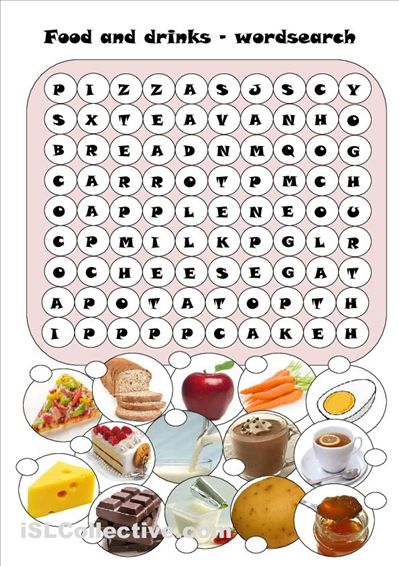 Food and drinks - wordsearch
P I Z Z A S J S C Y
S X T E A V A N H O
B R E A D N M Q O G
C A R R O T P M C H
O A P P L E N E O U
C P M I L K P G L R
O C H E E S E G A T
A P O T A T O P T H
I P P P P C A K E H
iSLCollective.com